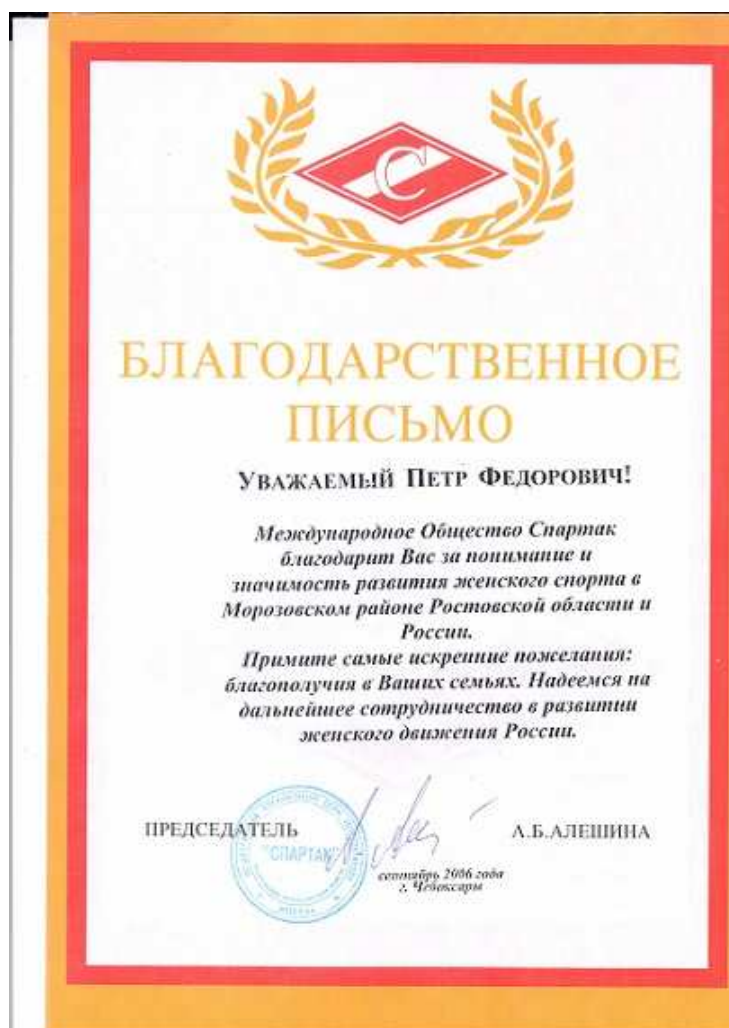 С
БЛАГОДАРСТВЕННОЕ
ПИСЬМО
УВАЖАЕМЫЙ ПЕТР ФЕДОРОВИЧ!
Международное Общество Спартак
благодарит Вас за понимание и
значимость развития женского спорта в
Морозовском районе Ростовской области и
России.
Примите самые искренние пожелания:
благополучия в Ваших семьях. Надеемся на
дальнейшее сотрудничество в развитии
женского движения России.
ПРЕДСЕДАТЕЛЬ
"СПАРТАК"
А.Б.АЛЕШИНА
сентябрь 2006 года
г. Чебоксары